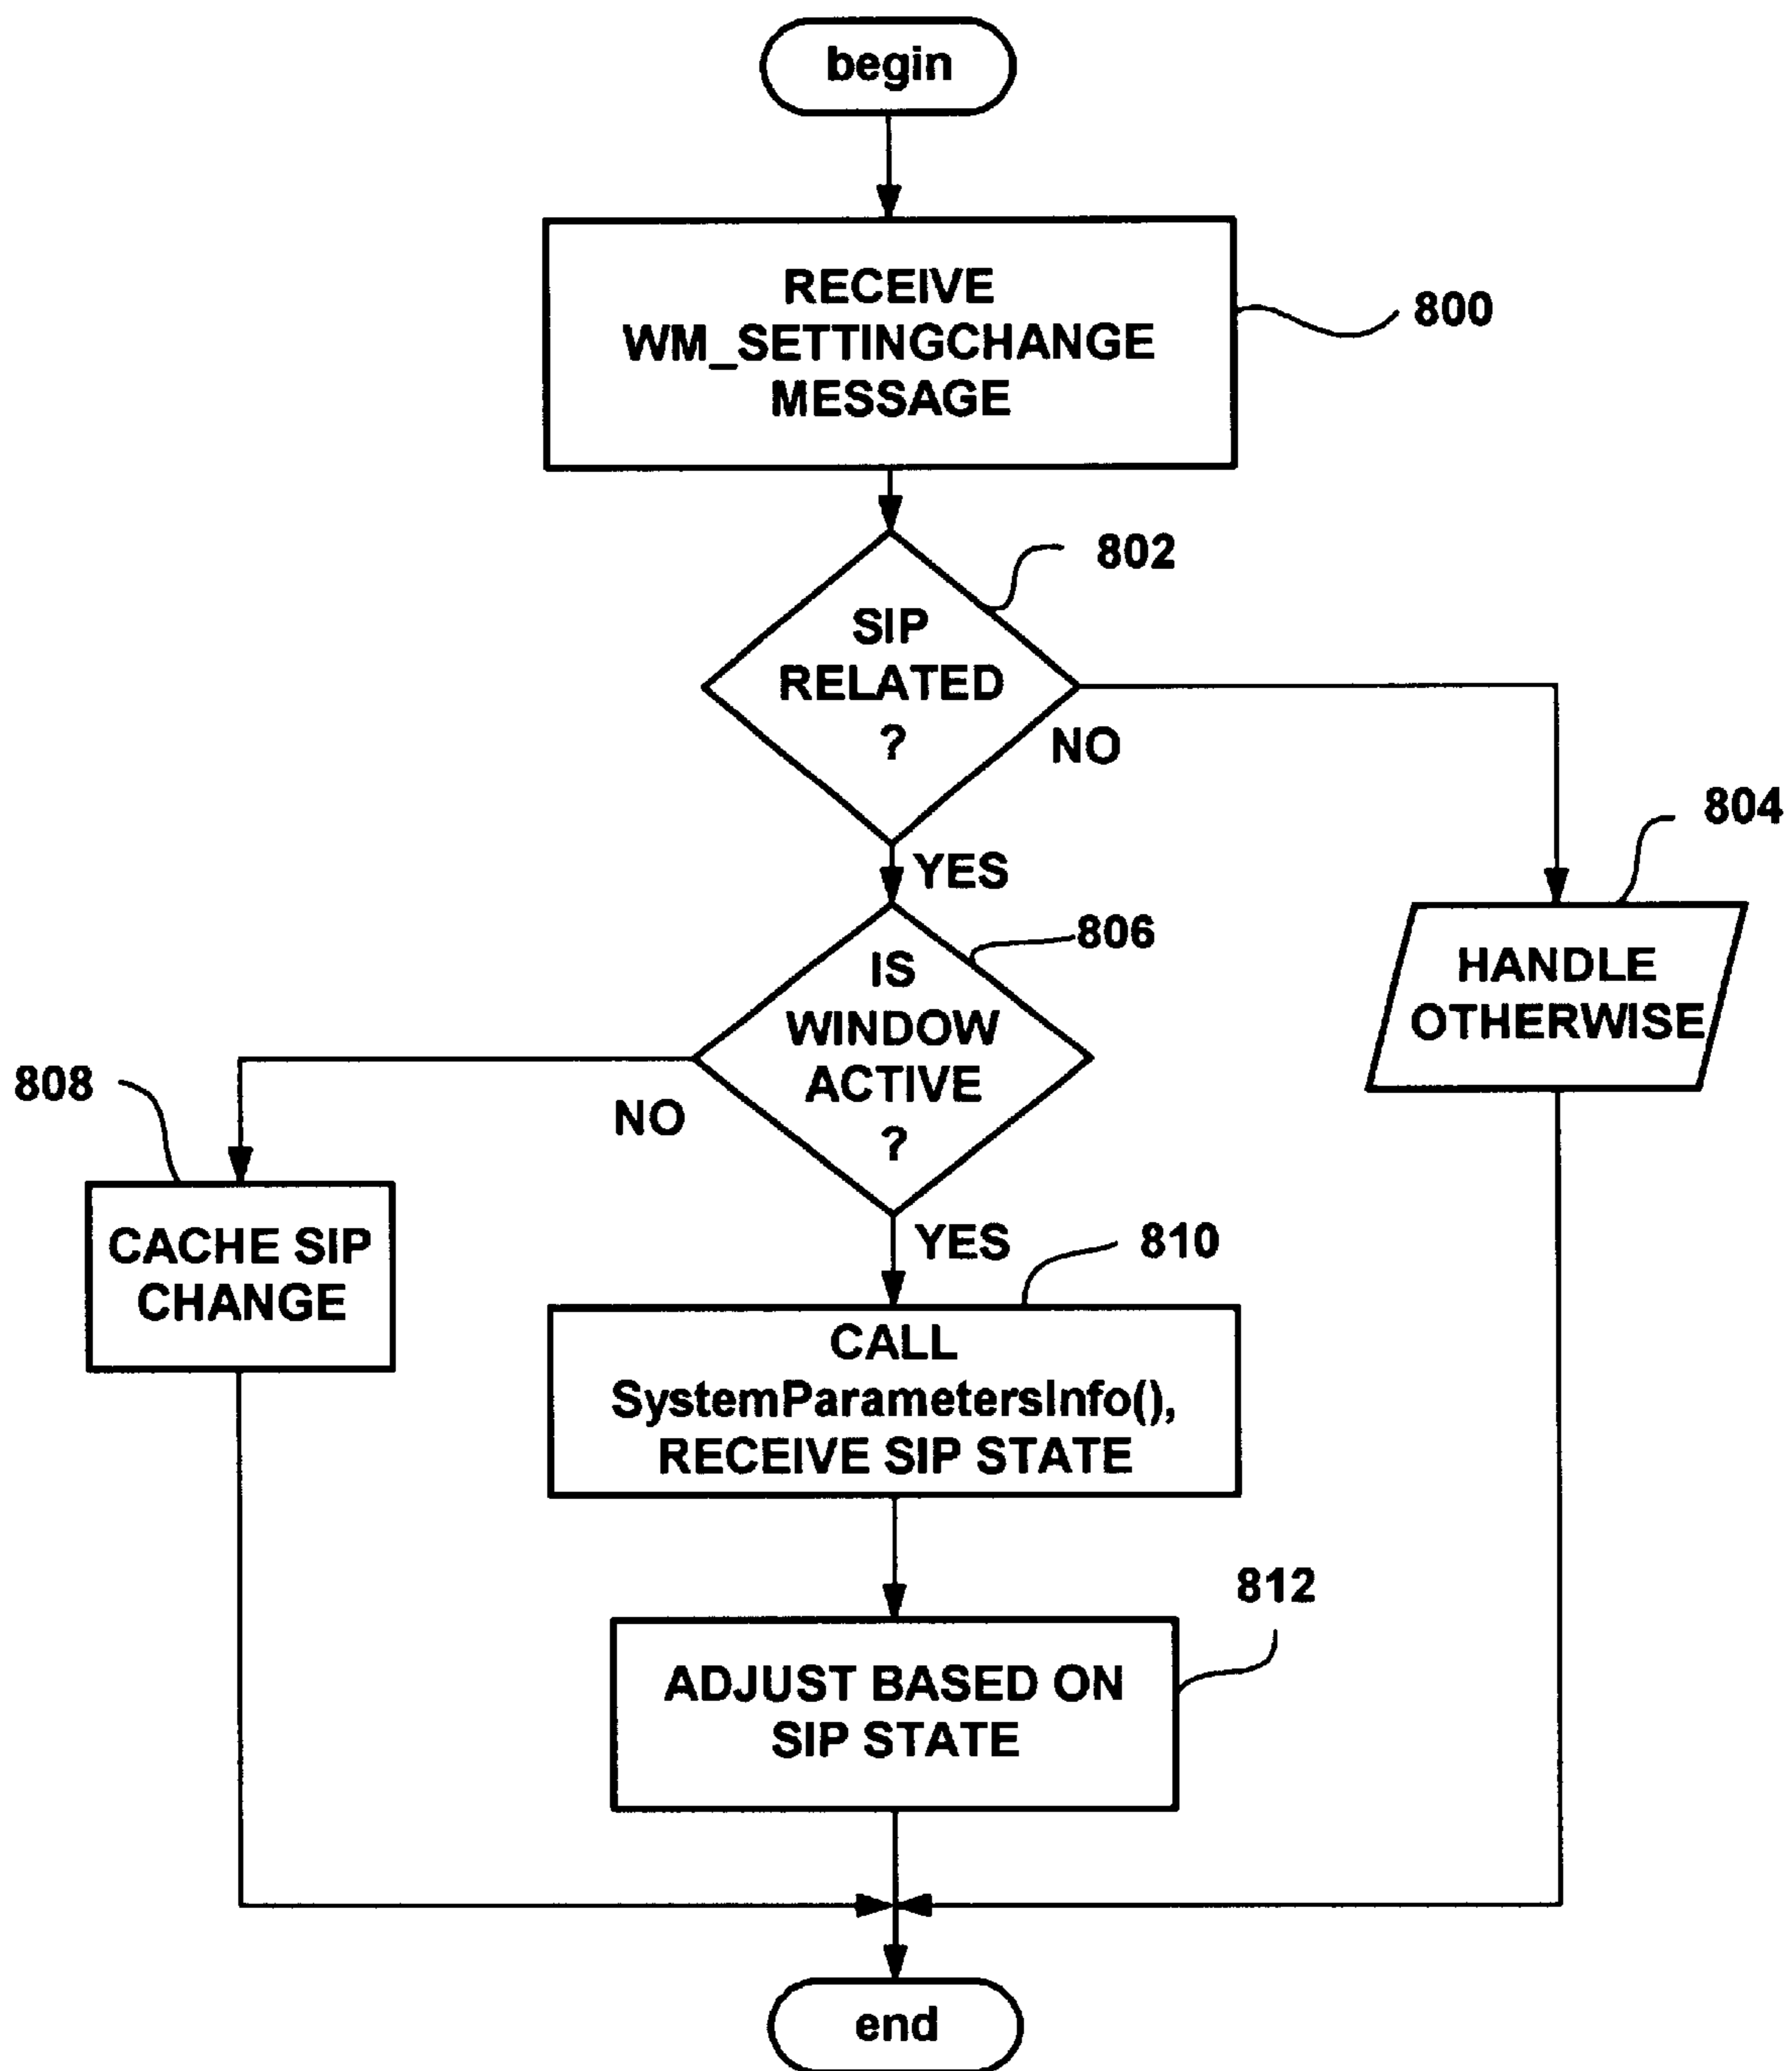 begin
RECEIVE
WM_SETTINGCHANGE
MESSAGE
800
802
SIP
RELATED
?
NO
YES
804
HANDLE
OTHERWISE
806
IS
WINDOW
ACTIVE
?
NO
808
CACHE SIP
CHANGE
YES
810
CALL
SystemParametersInfo(),
RECEIVE SIP STATE
812
ADJUST BASED ON
SIP STATE
end